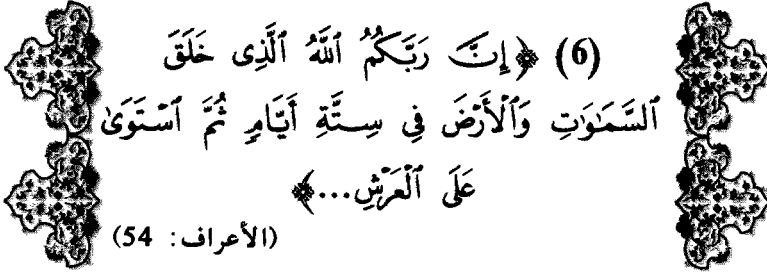 (6) ﴿إِنَّ رَبَّكُمُ ٱللَّهُ ٱلَّذِى خَلَقَ
ٱلسَّمَٰوَٰتِ وَٱلْأَرْضَ فِى سِتَّةِ أَيَّامٍ ثُمَّ ٱسْتَوَىٰ
عَلَى ٱلْعَرْشِ...﴾
(الأعراف: 54)